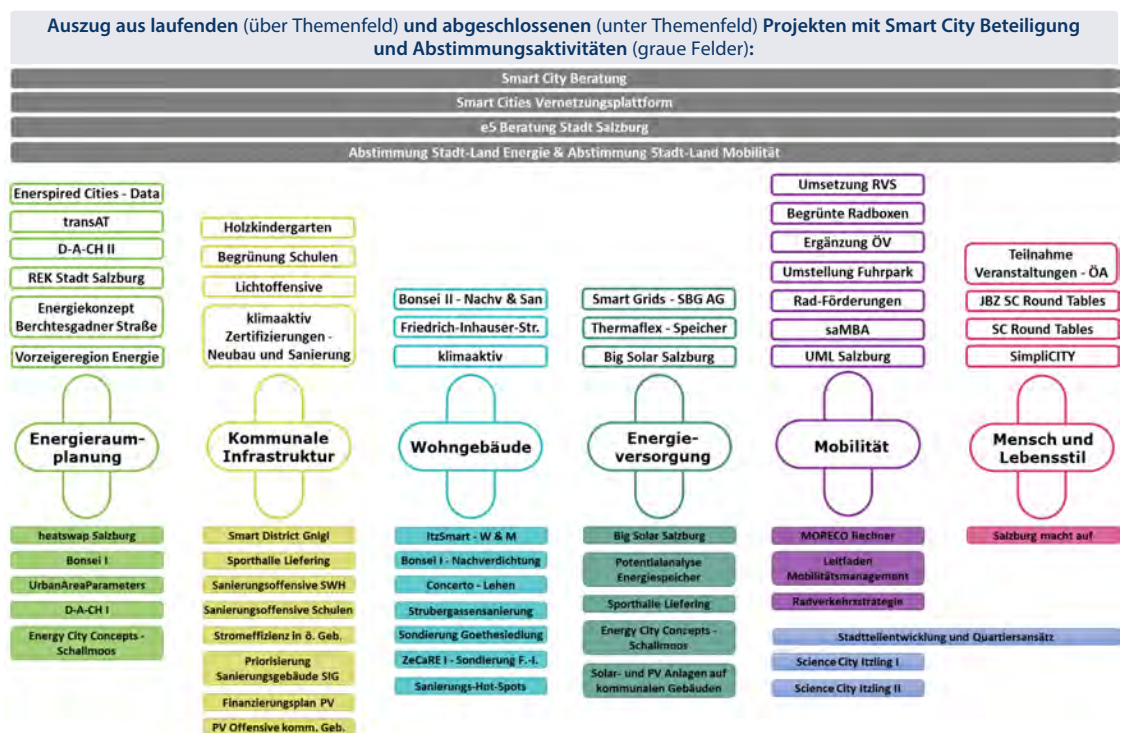 Auszug aus laufenden (über Themenfeld) und abgeschlossenen (unter Themenfeld) Projekten mit Smart City Beteiligung
und Abstimmungsaktivitäten (graue Felder):
Smart City Beratung
Smart Cities Vernetzungsplattform
e5 Beratung Stadt Salzburg
Abstimmung Stadt-Land Energie & Abstimmung Stadt-Land Mobilität
Enerspired Cities - Data
transAT
D-A-CH II
REK Stadt Salzburg
Energiekonzept
Berchtesgadner Straße
Vorzeigeregion Energie
Energieraum-
planung
heatswap Salzburg
Bonsei I
UrbanAreaParameters
D-A-CH I
Energy City Concepts -
Schallmoos
Holzkindergarten
Begrünung Schulen
Lichtoffensive
klimaaktiv
Zertifizierungen -
Neubau und Sanierung
Kommunale
Infrastruktur
Smart District Gnigl
Sporthalle Liefering
Sanierungsoffensive SWH
Sanierungsoffensive Schulen
Stromeffizienz in ö. Geb.
Priorisierung
Sanierungsgebäude SIG
Finanzierungsplan PV
PV Offensive komm. Geb.
Bonsei II - Nachv & San
Friedrich-Inhauser-Str.
klimaaktiv
Wohngebäude
ItzSmart - W & M
Bonsei I - Nachverdichtung
Concerto - Lehen
Strubergassensanierung
Sondierung Goethesiedlung
ZeCaRE I - Sondierung F.-I.
Sanierungs-Hot-Spots
Smart Grids - SBG AG
Thermaflex - Speicher
Big Solar Salzburg
Energie-
versorgung
Big Solar Salzburg
Potentialanalyse
Energiespeicher
Sporthalle Liefering
Energy City Concepts -
Schallmoos
Solar- und PV Anlagen auf
kommunalen Gebäuden
Umsetzung RVS
Begrünte Radboxen
Ergänzung ÖV
Umstellung Fuhrpark
Rad-Förderungen
saMBA
UML Salzburg
Mobilität
MORECO Rechner
Leitfaden
Mobilitätsmanagement
Radverkehrsstrategie
Stadtteilentwicklung und Quartiersansätz
Science City Itzling I
Science City Itzling II
Teilnahme
Veranstaltungen - ÖA
JBZ SC Round Tables
SC Round Tables
SimpliCITY
Mensch und
Lebensstil
Salzburg macht auf